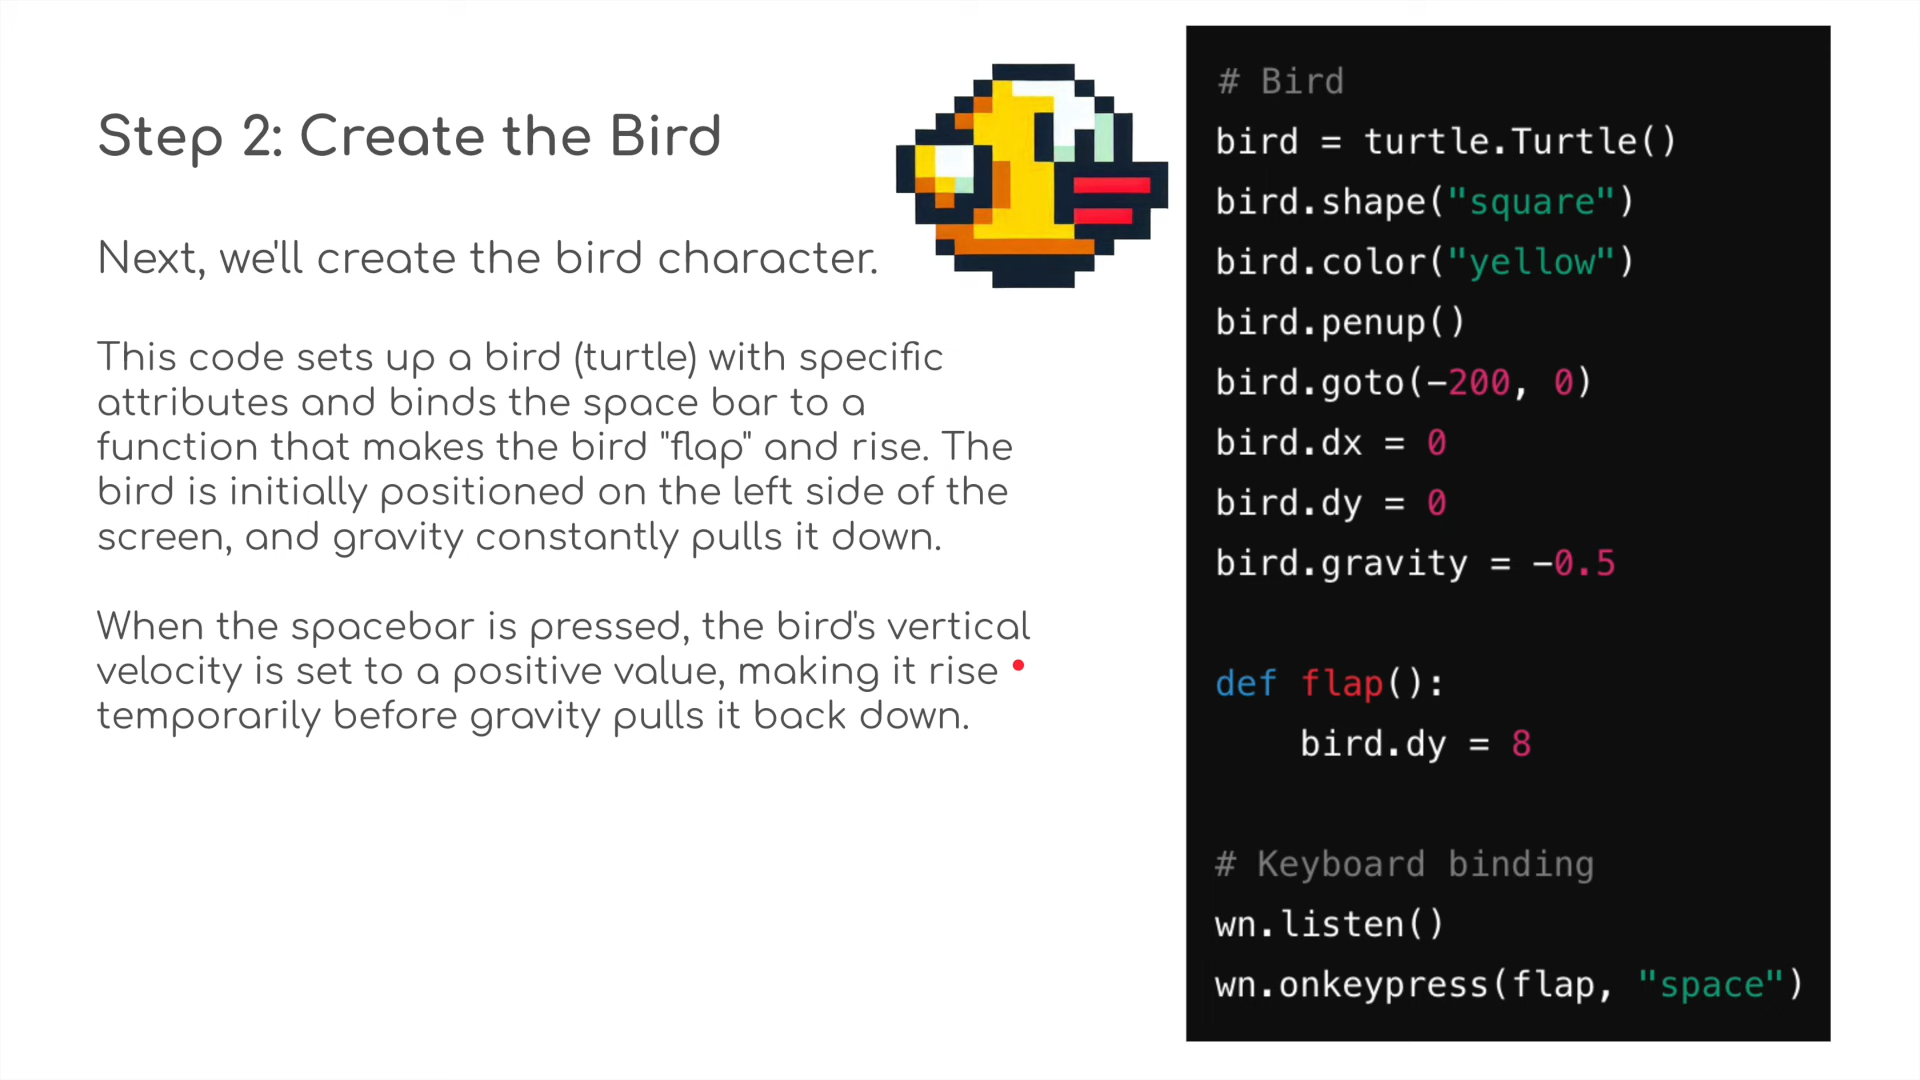 Step 2: Create the Bird
Next, we'll create the bird character.
This code sets up a bird (turtle) with specific
attributes and binds the space bar to a
function that makes the bird "flap" and rise. The
bird is initially positioned on the left side of the
screen, and gravity constantly pulls it down.
When the spacebar is pressed, the bird's vertical
velocity is set to a positive value, making it rise
temporarily before gravity pulls it back down.
# Bird
bird = turtle.Turtle()
bird.shape("square")
bird.color("yellow")
bird.penup()
bird.goto(-200, 0)
bird.dx = 0
bird.dy = 0
bird.gravity = -0.5
def flap():
    bird.dy = 8
# Keyboard binding
wn.listen()
wn.onkeypress(flap, "space")